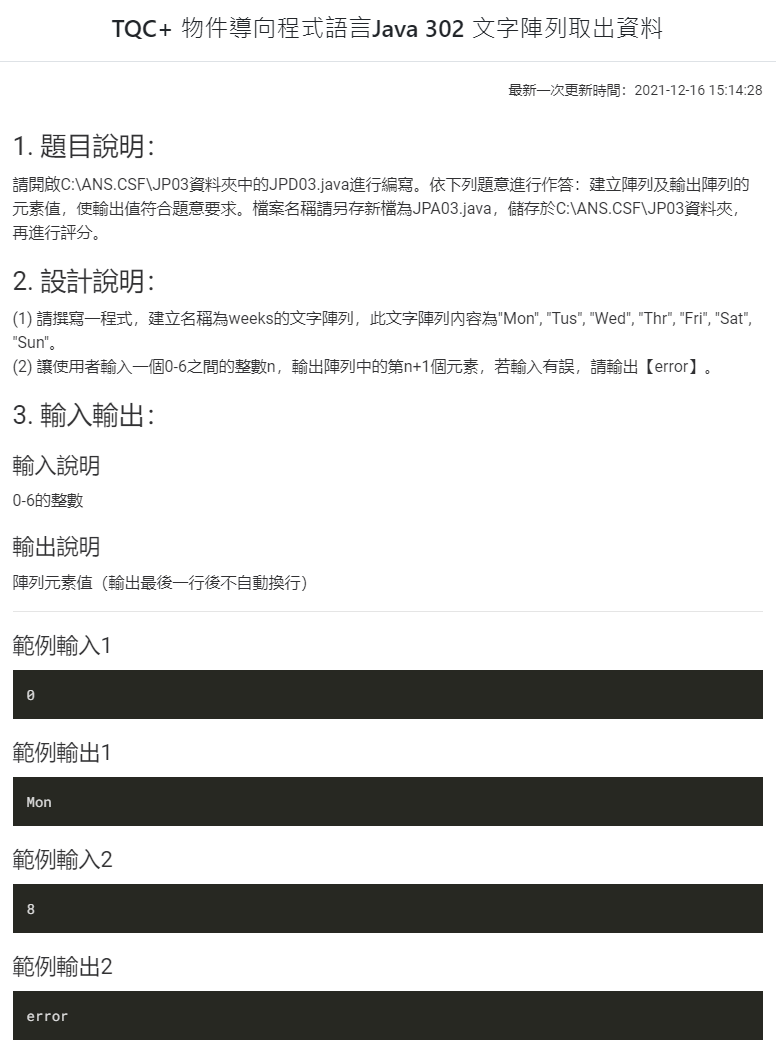 TQC+ 物件導向程式語言Java 302 文字陣列取出資料
最新一次更新時間：2021-12-16 15:14:28
1. 題目說明：
請開啟C:\ANS.CSF\JP03資料夾中的JPD03.java進行編寫。依下列題意進行作答：建立陣列及輸出陣列的
元素值，使輸出值符合題意要求。檔案名稱請另存新檔為JPA03.java，儲存於C:\ANS.CSF\JP03資料夾，
再進行評分。
2. 設計說明：
(1) 請撰寫一程式，建立名稱為weeks的文字陣列，此文字陣列內容為"Mon", "Tus", "Wed", "Thr", "Fri", "Sat",
"Sun"。
(2) 讓使用者輸入一個0-6之間的整數n，輸出陣列中的第n+1個元素，若輸入有誤，請輸出【error】。
3. 輸入輸出：
輸入說明
0-6的整數
輸出說明
陣列元素值（輸出最後一行後不自動換行）
範例輸入1
0
範例輸出1
Mon
範例輸入2
8
範例輸出2
error